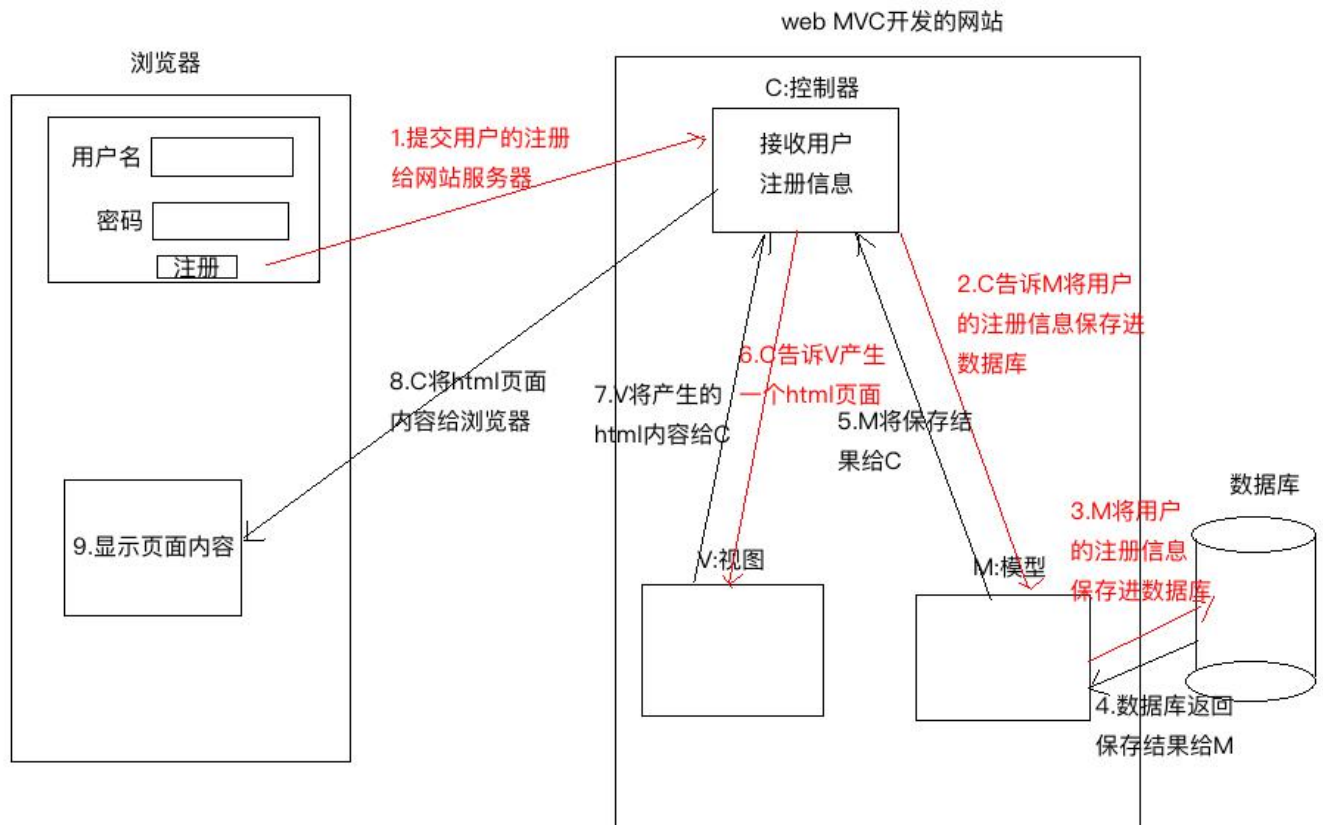 web MVC开发的网站
浏览器
C:控制器
用户名
密码
注册
1.提交用户的注册
给网站服务器
接收用户
注册信息
2.C告诉M将用户
的注册信息保存进
数据库
6.C告诉V产生
一个html页面
8.C将html页面
内容给浏览器
7.V将产生的
html内容给C
5.M将保存结
果给C
数据库
3.M将用户
的注册信息
保存进数据库
9.显示页面内容
V:视图
M:模型
4.数据库返回
保存结果给M